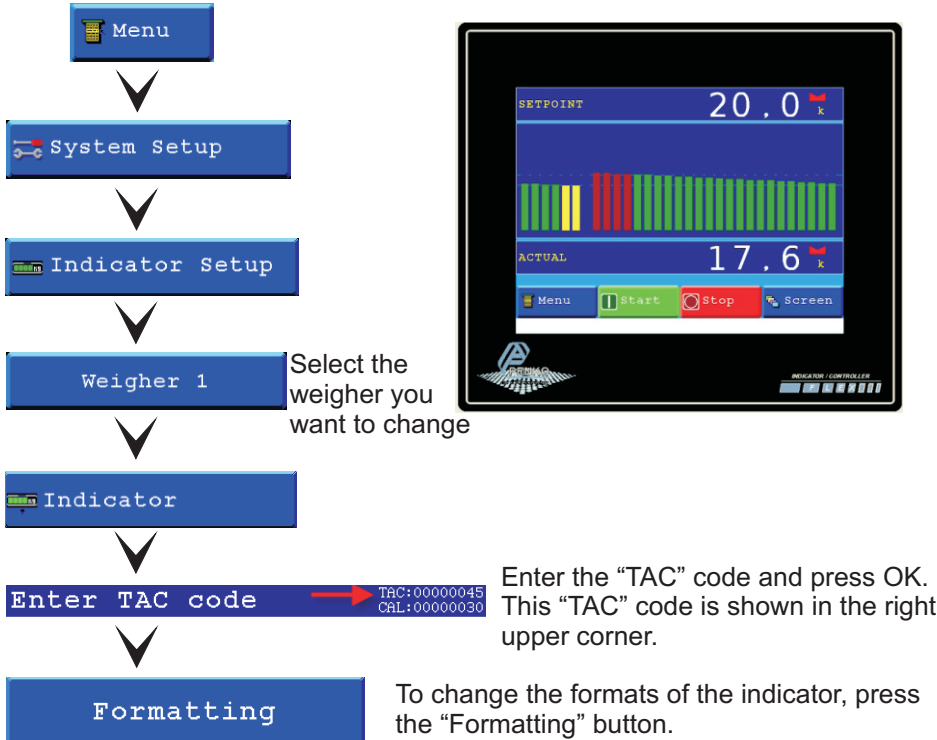 Menu
System Setup
Indicator Setup
Weigher 1
Select the
weigher you
want to change
Indicator
Enter TAC code
TAC:00000045
CAL:00000030
Enter the “TAC” code and press OK.
This “TAC” code is shown in the right
upper corner.
Formatting
To change the formats of the indicator, press
the “Formatting” button.
SETPOINT 20,0 k
ACTUAL 17,6 k
Menu Start Stop Screen
PENKO
INDICATOR / CONTROLLER
FLEX